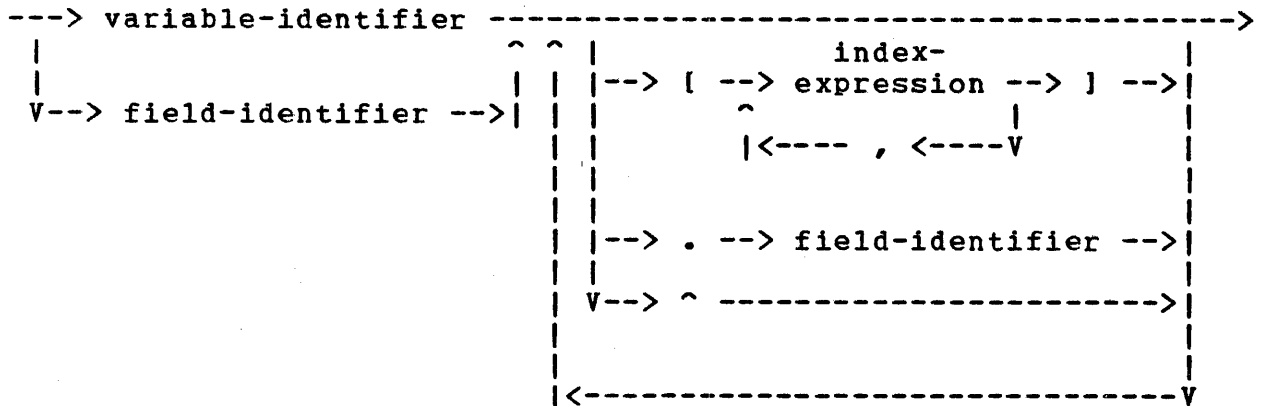 ---> variable-identifier ---------------------------------------->
| ^ ^ | index- |
| | | |--> [ --> expression --> ] -->|
V--> field-identifier -->| | | ^ | |
| | |<---- , <----V |
| | |
| |--> . --> field-identifier -->|
| | |
| V--> ^ ------------------------>|
| |
| |
|<--------------------------------V